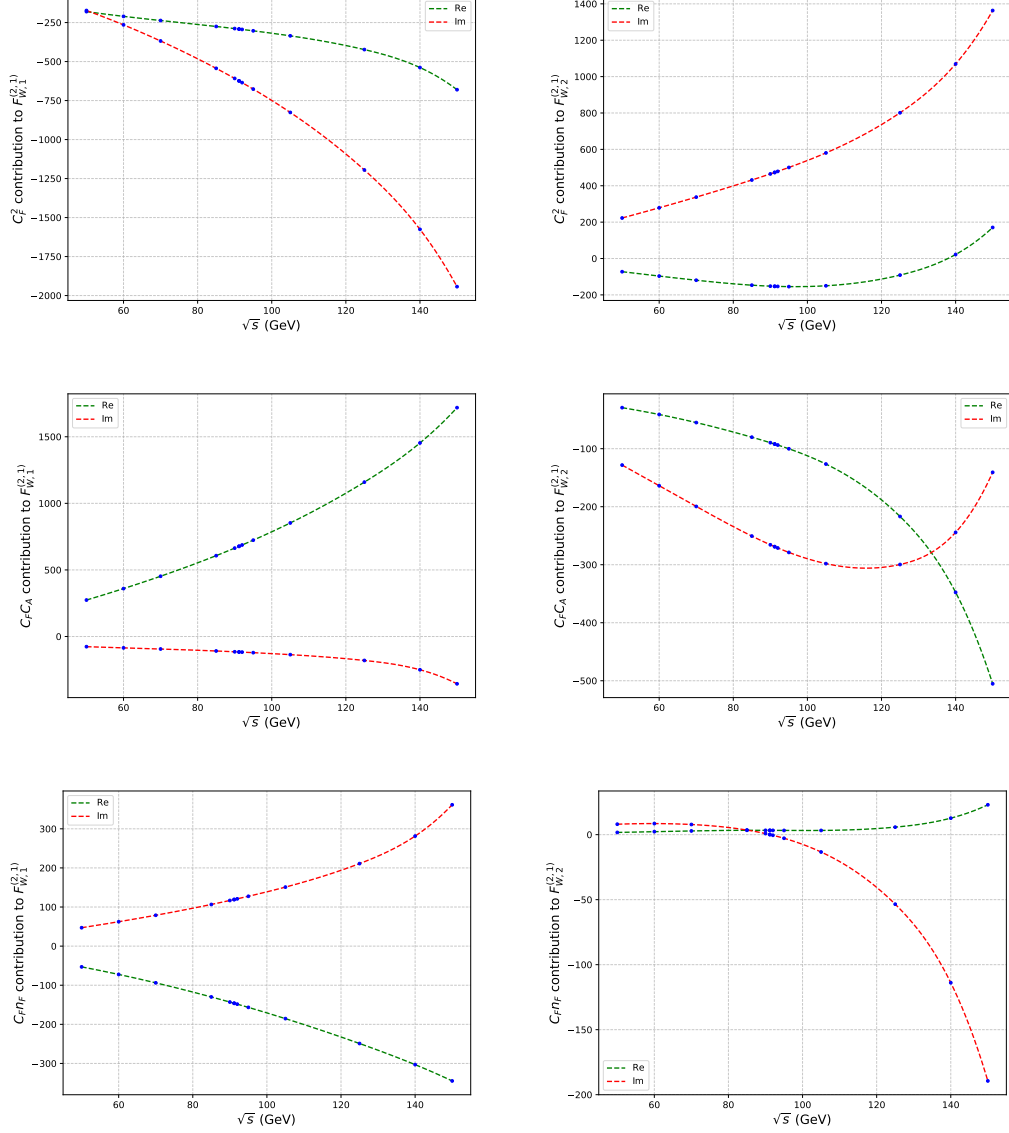 −250
−500
−750
−1000
−1250
−1500
−1750
−2000
60 80 100 120 140
√s (GeV)
C_F^2 contribution to F_{W,1}^{(2,1)}
Re
Im
1400
1200
1000
800
600
400
200
0
−200
60 80 100 120 140
√s (GeV)
C_F^2 contribution to F_{W,2}^{(2,1)}
Re
Im
1500
1000
500
0
60 80 100 120 140
√s (GeV)
C_F C_A contribution to F_{W,1}^{(2,1)}
Re
Im
−100
−200
−300
−400
−500
60 80 100 120 140
√s (GeV)
C_F C_A contribution to F_{W,2}^{(2,1)}
Re
Im
300
200
100
0
−100
−200
−300
60 80 100 120 140
√s (GeV)
C_F n_F contribution to F_{W,1}^{(2,1)}
Re
Im
0
−50
−100
−150
−200
60 80 100 120 140
√s (GeV)
C_F n_F contribution to F_{W,2}^{(2,1)}
Re
Im